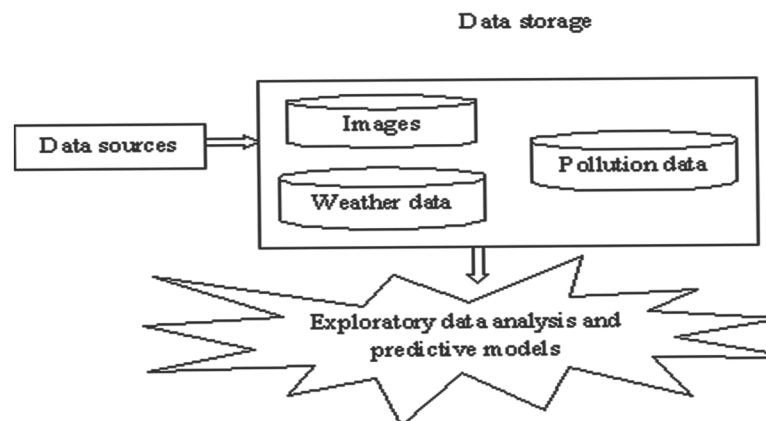 Data storage
Data sources
Images
Pollution data
Weather data
Exploratory data analysis and
predictive models